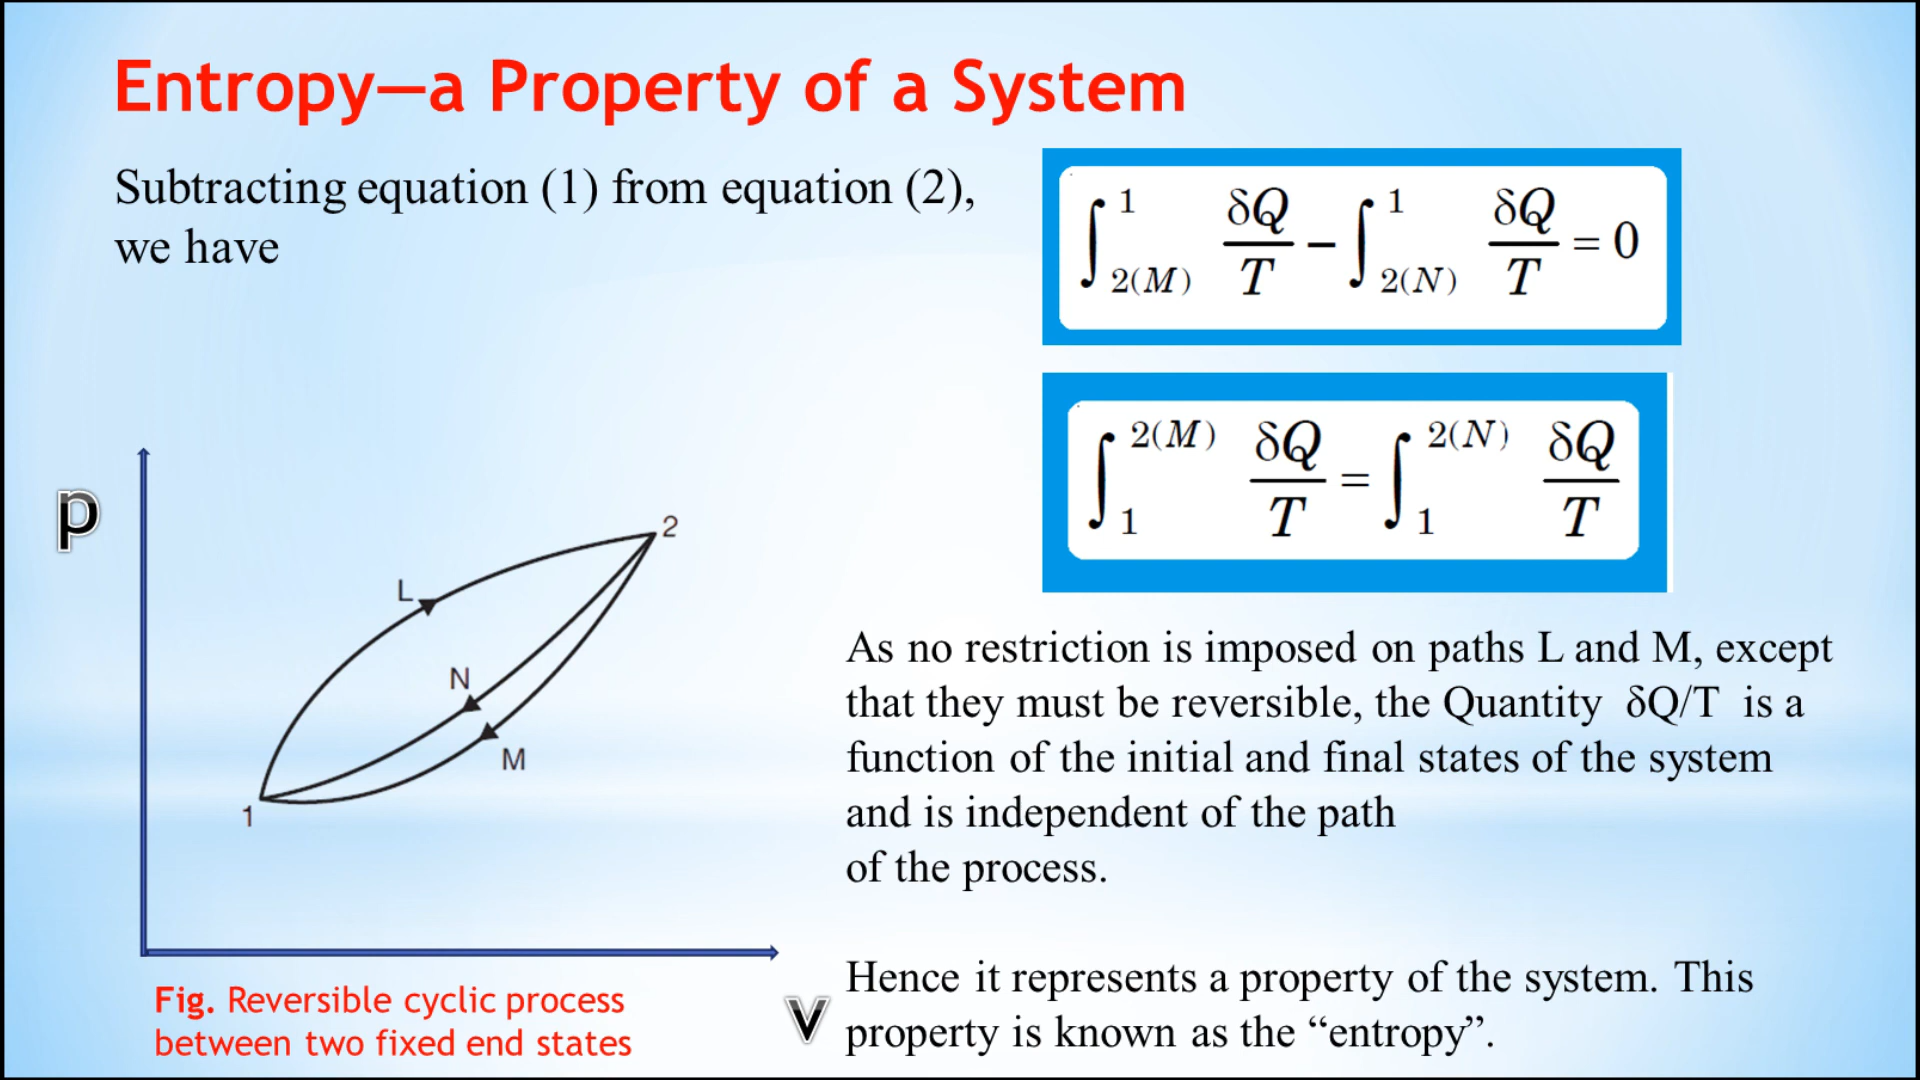 Entropy—a Property of a System
Subtracting equation (1) from equation (2),
we have
∫_{2(M)}^{1} δQ/T − ∫_{2(N)}^{1} δQ/T = 0
∫_{1}^{2(M)} δQ/T = ∫_{1}^{2(N)} δQ/T
p
2
L
N
M
1
v
Fig. Reversible cyclic process
between two fixed end states
As no restriction is imposed on paths L and M, except
that they must be reversible, the Quantity δQ/T is a
function of the initial and final states of the system
and is independent of the path
of the process.
Hence it represents a property of the system. This
property is known as the “entropy”.